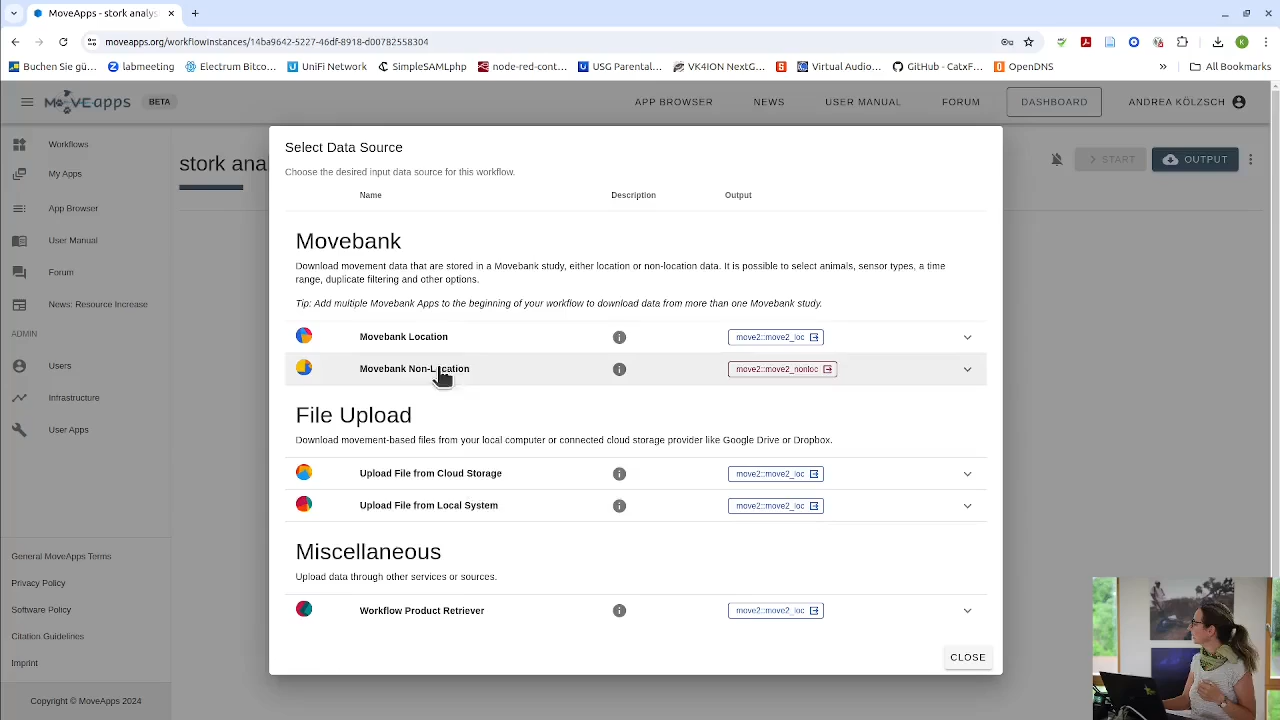 MoveApps - stork analys
moveapps.org/workflowInstances/14ba9642-5227-46df-8918-d00782558304
Buchen Sie gü...
labmeeting
Electrum Bitco...
UniFi Network
SimpleSAMLphp
node-red-cont...
USG Parental...
VK4ION NextG...
Virtual Audio...
GitHub - CatxF...
OpenDNS
»
All Bookmarks
MOVEapps
BETA
APP BROWSER
NEWS
USER MANUAL
FORUM
DASHBOARD
ANDREA KÖLZSCH
Workflows
My Apps
App Browser
User Manual
Forum
News: Resource Increase
ADMIN
Users
Infrastructure
User Apps
General MoveApps Terms
Privacy Policy
Software Policy
Citation Guidelines
Imprint
Copyright © MoveApps 2024
stork ana
START
OUTPUT
Select Data Source
Choose the desired input data source for this workflow.
Name Description Output
Movebank
Download movement data that are stored in a Movebank study, either location or non-location data. It is possible to select animals, sensor types, a time
range, duplicate filtering and other options.
Tip: Add multiple Movebank Apps to the beginning of your workflow to download data from more than one Movebank study.
Movebank Location move2::move2_loc
Movebank Non-Location move2::move2_nonloc
File Upload
Download movement-based files from your local computer or connected cloud storage provider like Google Drive or Dropbox.
Upload File from Cloud Storage move2::move2_loc
Upload File from Local System move2::move2_loc
Miscellaneous
Upload data through other services or sources.
Workflow Product Retriever move2::move2_loc
CLOSE